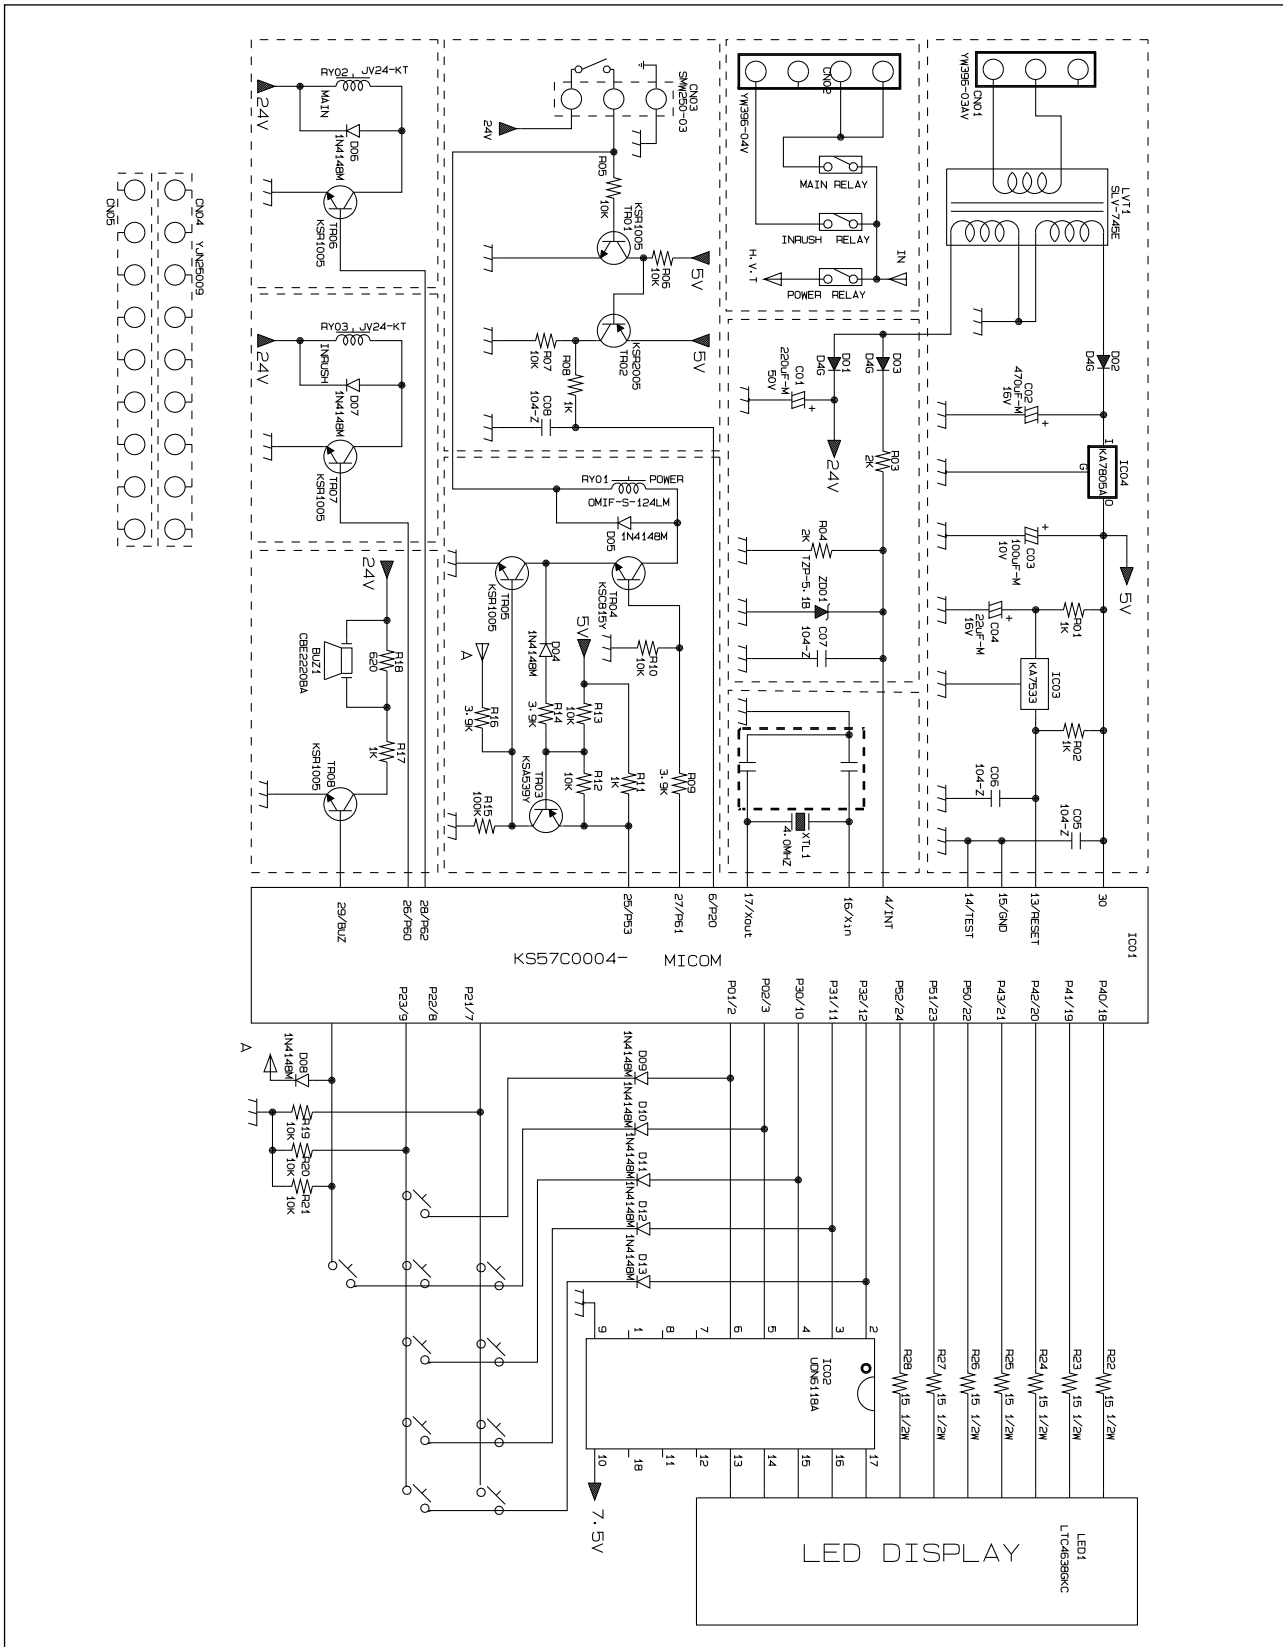 RY02
JV24-KT
MAIN
24V
D06
1N4148M
TR06
KSR1005
CN04 YJN25009
CN05
RY03
JV24-KT
INRUSH
24V
D07
1N4148M
TR07
KSR1005
24V
R18
620
BUZ1
CBE2220BA
R17
1K
TR08
KSR1005
CN03
SMW250-03
24V
R05
10K
KSR1005
TR01
R06
10K
5V
KSR2005
TR02
5V
R07
10K
R08
1K
C08
104-Z
RY01
POWER
OMIF-S-124LM
D05
1N4148M
TR05
KSR1005
TR04
KSC815Y
D04
1N4148M
5V
R10
10K
A
R16
3.9K
R14
3.9K
R13
10K
R12
10K
R11
1K
R09
3.9K
TR03
KSA539Y
R15
100K
CN02
YW396-04V
MAIN RELAY
INRUSH RELAY
POWER RELAY
IN
H.V.T
C01
220uF-M
50V
D01
D4G
D03
D4G
24V
R03
2K
R04
2K
ZD01
TZP-5.1B
C07
104-Z
XTL1
4.0MHZ
CN01
YW396-03AV
LVT1
SLV-745E
D02
D4G
C02
470uF-M
16V
IC04
KA7805A
I
G
O
C03
100uF-M
10V
5V
C04
22uF-M
16V
R01
1K
IC03
KA7533
R02
1K
C06
104-Z
C05
104-Z
29/BUZ
26/P60
28/P62
25/P53
27/P61
6/P20
17/Xout
16/Xin
4/INT
14/TEST
15/GND
13/RESET
30
IC01
KS57C0004-
MICOM
P23/9
P22/8
P21/7
P01/2
P02/3
P30/10
P31/11
P32/12
P52/24
P51/23
P50/22
P43/21
P42/20
P41/19
P40/18
A
D08
1N4148M
R19
10K
R20
10K
R21
10K
D09
1N4148M
D10
1N4148M
D11
1N4148M
D12
1N4148M
D13
1N4148M
9
1
8
7
6
5
4
3
2
IC02
UDN6118A
10
18
11
12
13
14
15
16
17
7.5V
R28
15 1/2W
R27
15 1/2W
R26
15 1/2W
R25
15 1/2W
R24
15 1/2W
R23
15 1/2W
R22
15 1/2W
LED DISPLAY
LED1
LTC4638GKC